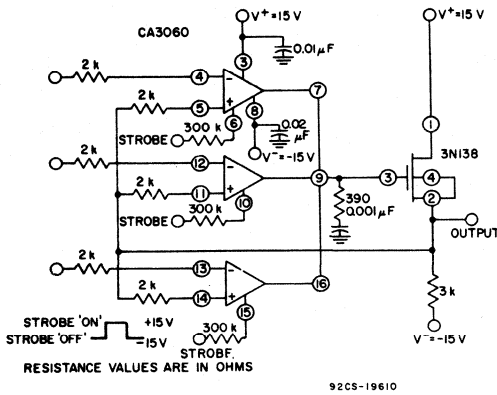 V⁺=15 V
V⁺=15 V
CA3060
0.01 µF
3
2 k
4
7
2 k
5
6
8
1
300 k
0.02 µF
STROBE
V⁻=-15 V
3N138
2 k
12
9
3
4
2 k
11
10
390
2
300 k
0.001 µF
STROBE
OUTPUT
2 k
13
16
2 k
14
3 k
15
STROBE 'ON'
+15 V
300 k
STROBE 'OFF'
-15 V
V⁻=-15 V
STROBE
RESISTANCE VALUES ARE IN OHMS
92CS-19610